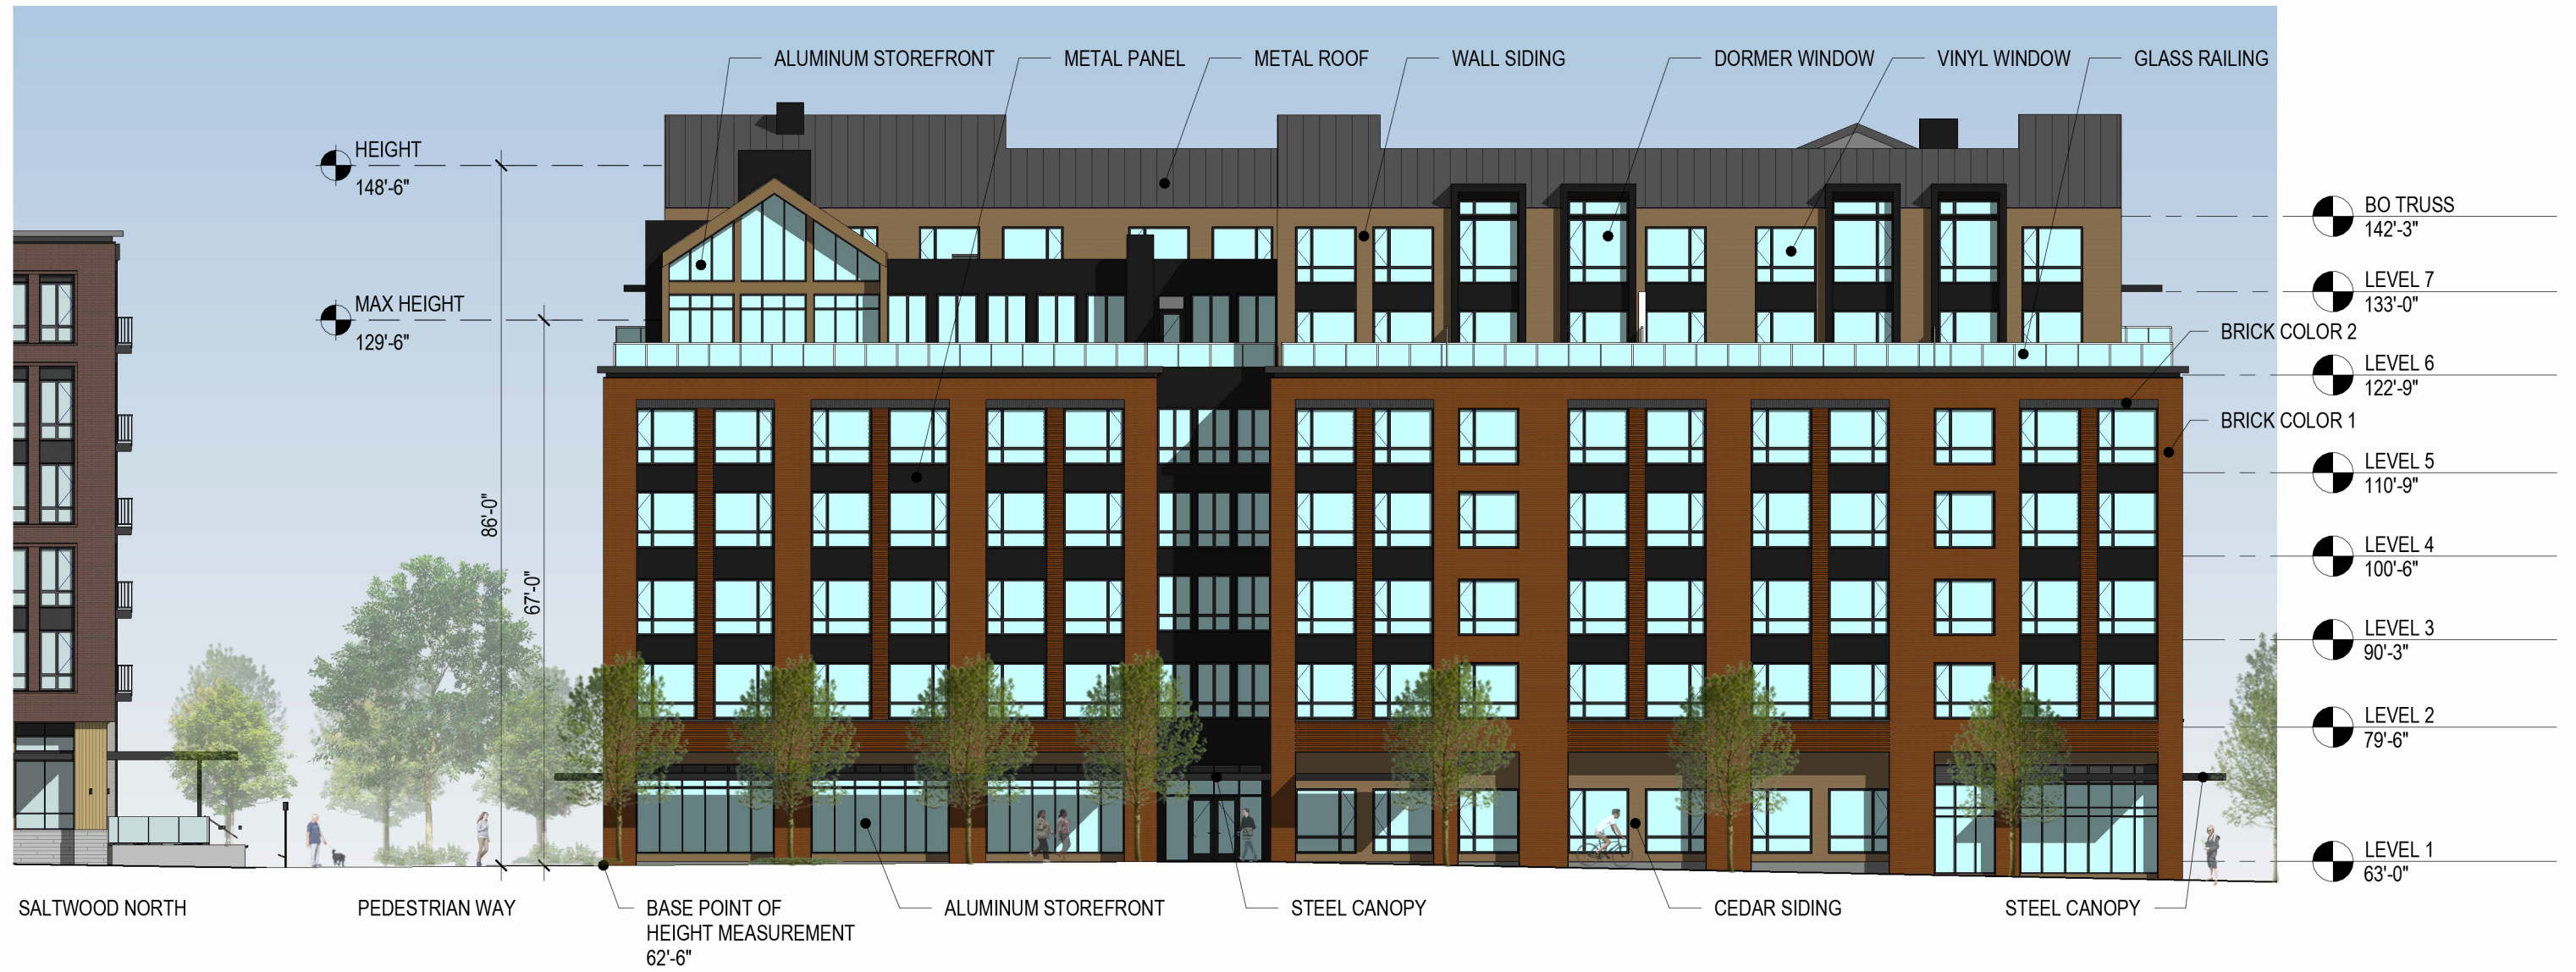 ALUMINUM STOREFRONT
METAL PANEL
METAL ROOF
WALL SIDING
DORMER WINDOW
VINYL WINDOW
GLASS RAILING
HEIGHT
148'-6"
MAX HEIGHT
129'-6"
86'-0"
67'-0"
BO TRUSS
142'-3"
LEVEL 7
133'-0"
BRICK COLOR 2
LEVEL 6
122'-9"
BRICK COLOR 1
LEVEL 5
110'-9"
LEVEL 4
100'-6"
LEVEL 3
90'-3"
LEVEL 2
79'-6"
LEVEL 1
63'-0"
SALTWOOD NORTH
PEDESTRIAN WAY
BASE POINT OF
HEIGHT MEASUREMENT
62'-6"
ALUMINUM STOREFRONT
STEEL CANOPY
CEDAR SIDING
STEEL CANOPY